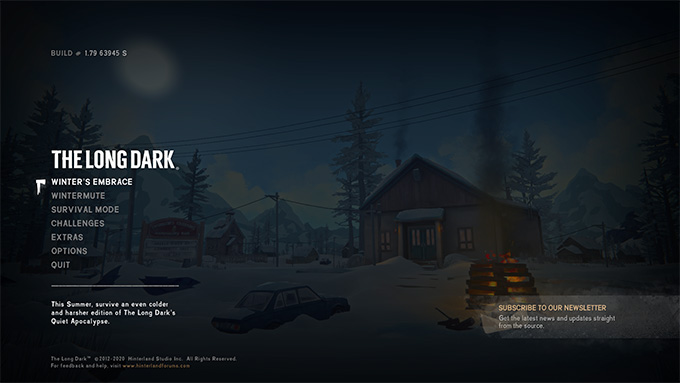 BUILD # 1.79 63945 S
THE LONG DARK
WINTER'S EMBRACE
WINTERMUTE
SURVIVAL MODE
CHALLENGES
EXTRAS
OPTIONS
QUIT
This Summer, survive an even colder
and harsher edition of The Long Dark's
Quiet Apocalypse.
SUBSCRIBE TO OUR NEWSLETTER
Get the latest news and updates straight
from the source.
The Long Dark™ ©2012-2020 Hinterland Studio Inc. All Rights Reserved.
For feedback and help, visit www.hinterlandforums.com